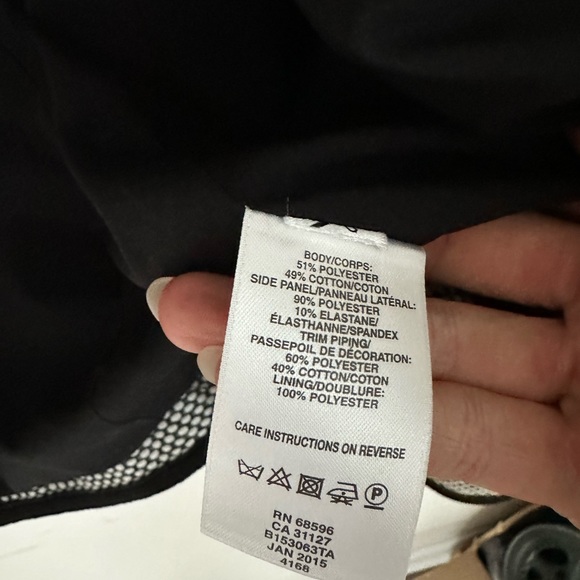 BODY/CORPS:
51% POLYESTER
49% COTTON/COTON
SIDE PANEL/PANNEAU LATÉRAL:
90% POLYESTER
10% ELASTANE/
ÉLASTHANNE/SPANDEX
TRIM PIPING/
PASSEPOIL DE DÉCORATION:
60% POLYESTER
40% COTTON/COTON
LINING/DOUBLURE:
100% POLYESTER
CARE INSTRUCTIONS ON REVERSE
P
RN 68596
CA 31127
B153063TA
JAN 2015
4168